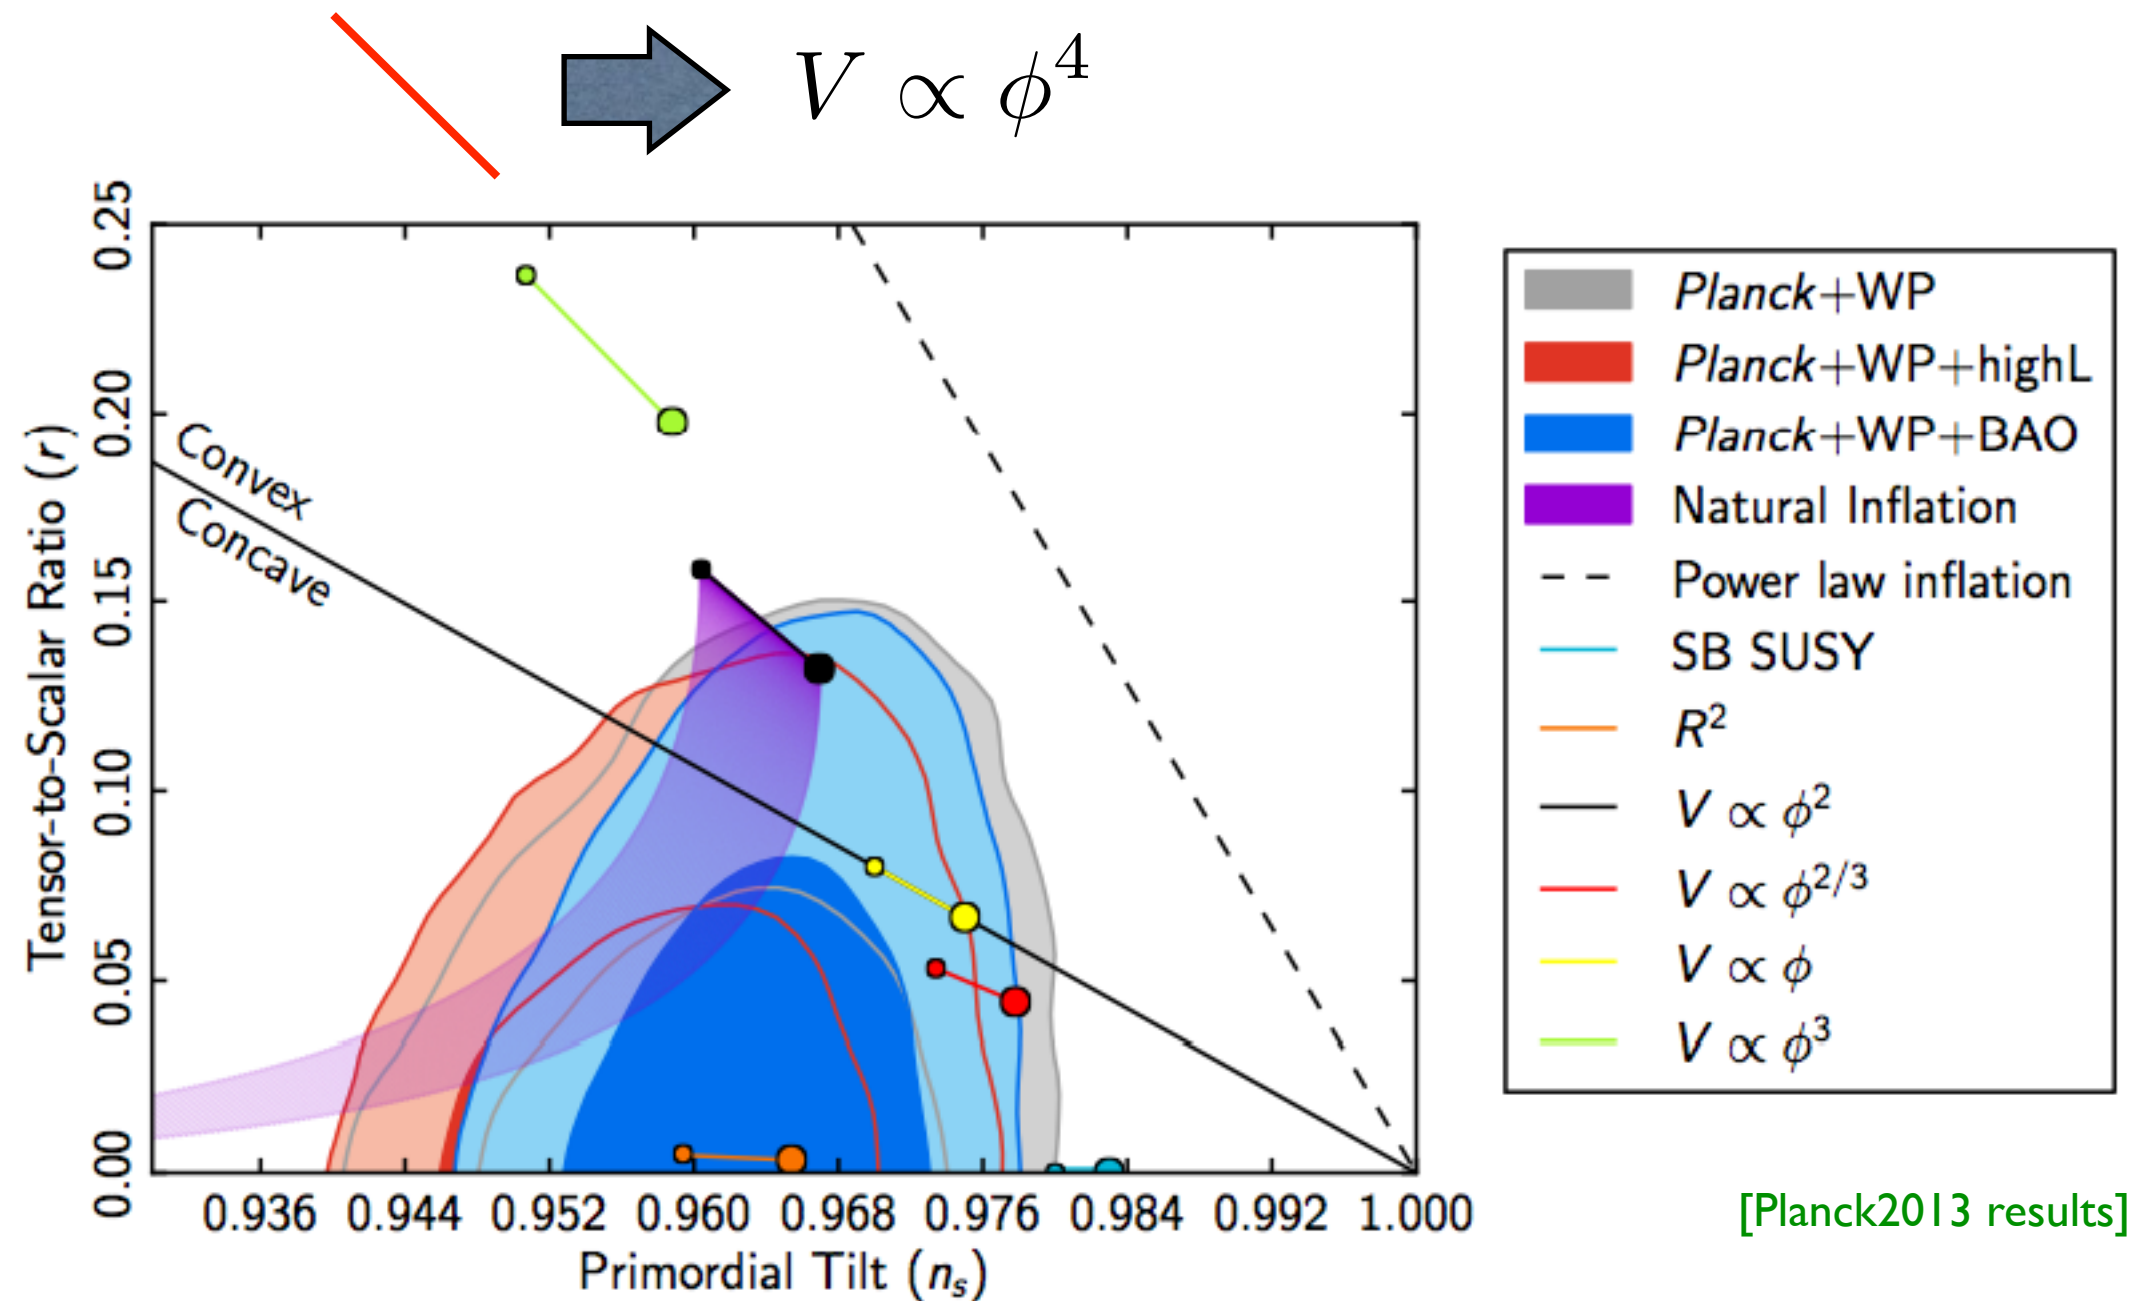 V ∝ ϕ⁴
0.25
0.20
0.15
0.10
0.05
0.00
Tensor-to-Scalar Ratio (r)
Convex
Concave
0.936 0.944 0.952 0.960 0.968 0.976 0.984 0.992 1.000
Primordial Tilt (nₛ)
Planck+WP
Planck+WP+highL
Planck+WP+BAO
Natural Inflation
Power law inflation
SB SUSY
R²
V ∝ ϕ²
V ∝ ϕ^{2/3}
V ∝ ϕ
V ∝ ϕ³
[Planck2013 results]